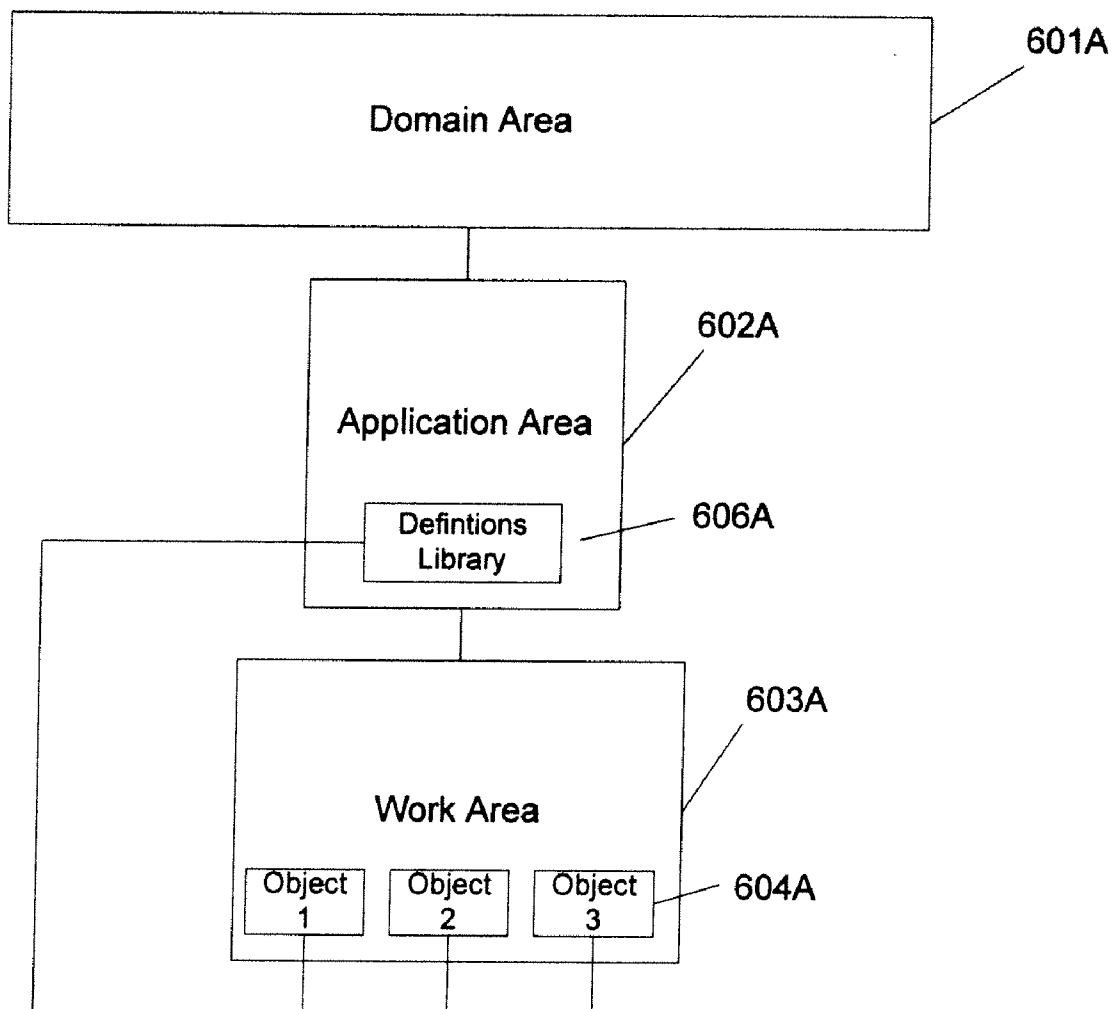 601A
Domain Area
602A
Application Area
606A
Defintions
Library
603A
Work Area
604A
Object
1
Object
2
Object
3